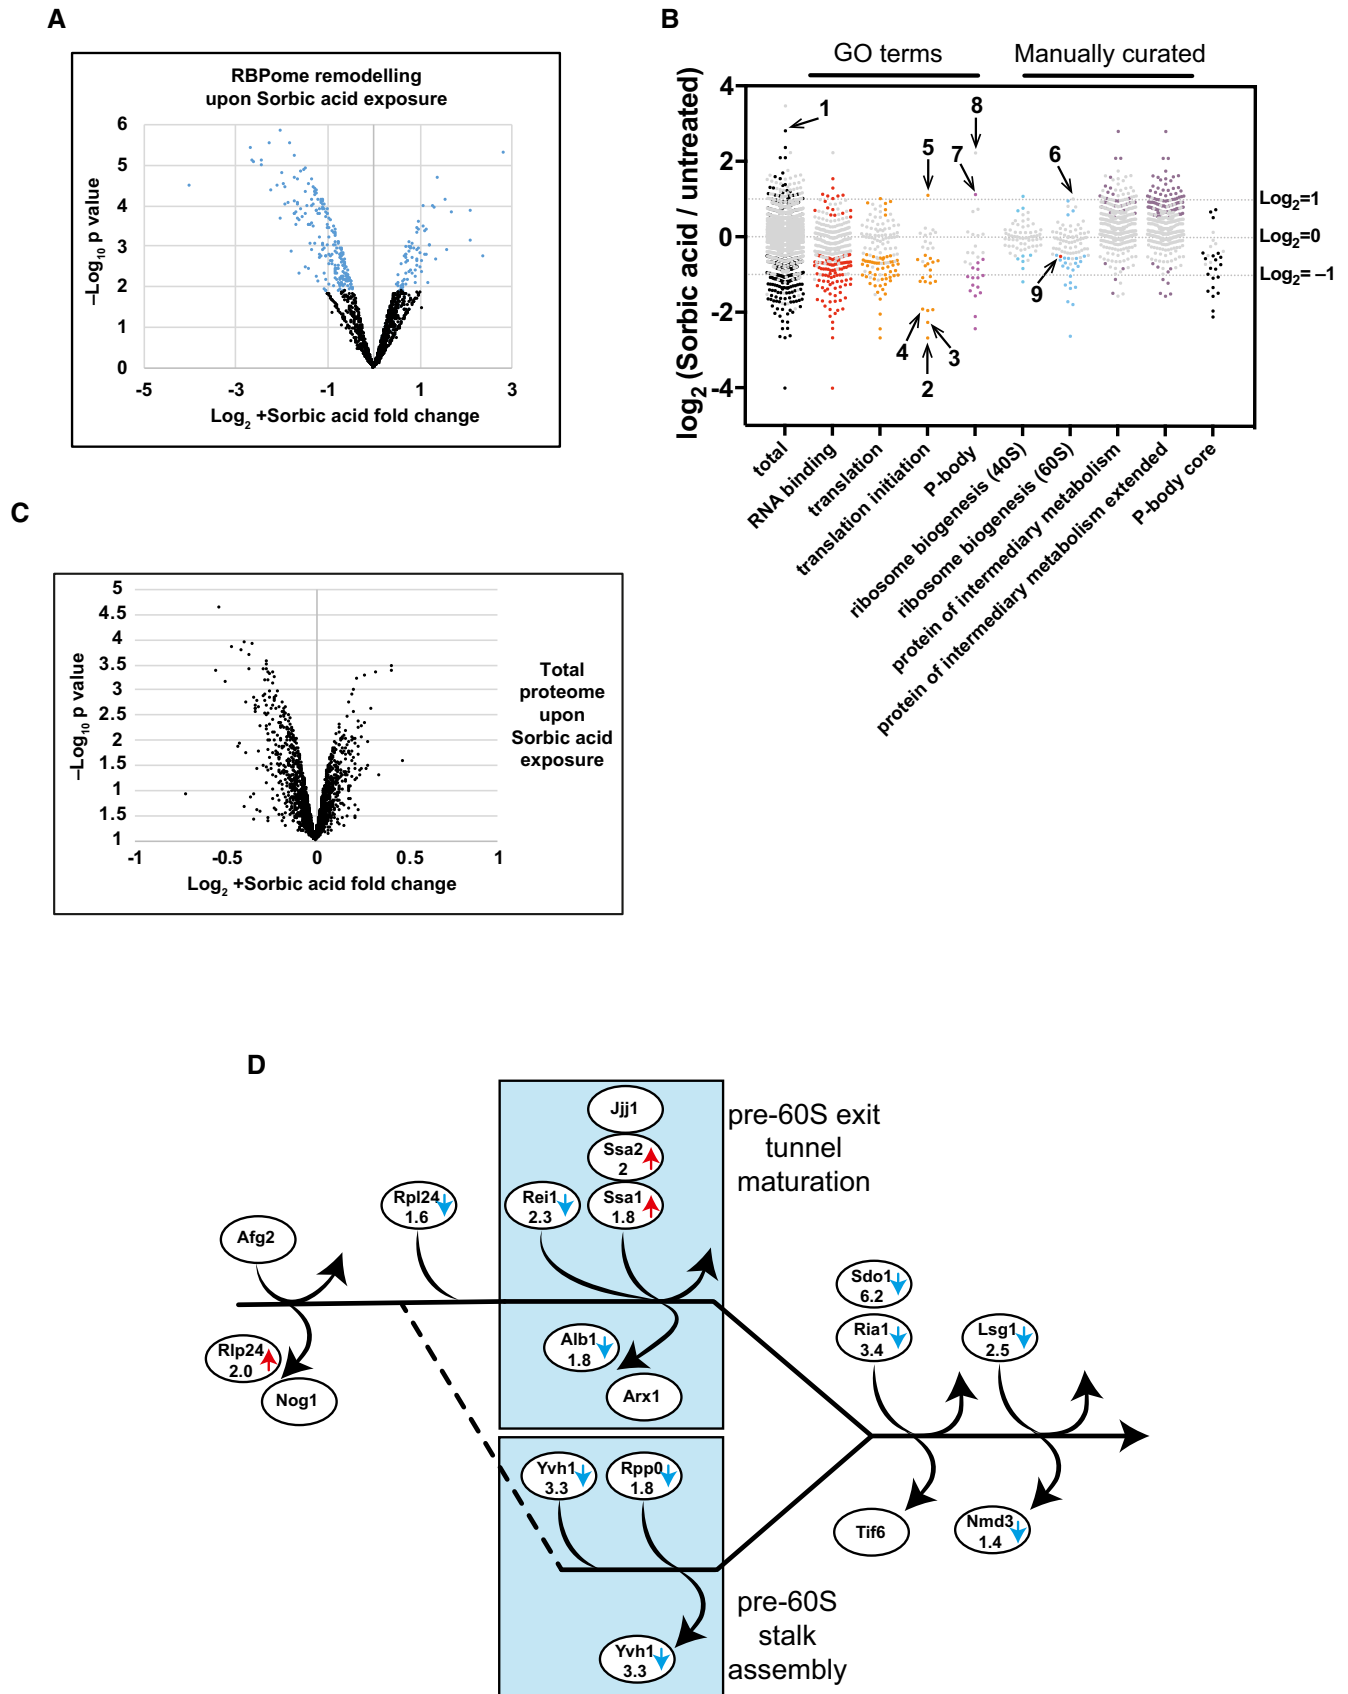 A
RBPome remodelling
upon Sorbic acid exposure
–Log10 p value
6
5
4
3
2
1
0
-5
-3
-1
1
3
Log2 +Sorbic acid fold change
B
GO terms
Manually curated
log2 (Sorbic acid / untreated)
4
2
0
-2
-4
1
8
5
7
6
9
4
3
2
Log2=1
Log2=0
Log2= –1
total
RNA binding
translation
translation initiation
P-body
ribosome biogenesis (40S)
ribosome biogenesis (60S)
protein of intermediary metabolism
protein of intermediary metabolism extended
P-body core
C
–Log10 p value
5
4.5
4
3.5
3
2.5
2
1.5
1
1.5
1
-1
-0.5
0
0.5
1
Log2 +Sorbic acid fold change
Total
proteome
upon
Sorbic acid
exposure
D
Jjj1
Ssa2
2
Ssa1
1.8
pre-60S exit
tunnel
maturation
Rpl24
1.6
Rei1
2.3
Afg2
Rlp24
2.0
Nog1
Alb1
1.8
Arx1
Sdo1
6.2
Ria1
3.4
Lsg1
2.5
Yvh1
3.3
Rpp0
1.8
Tif6
Nmd3
1.4
Yvh1
3.3
pre-60S
stalk
assembly